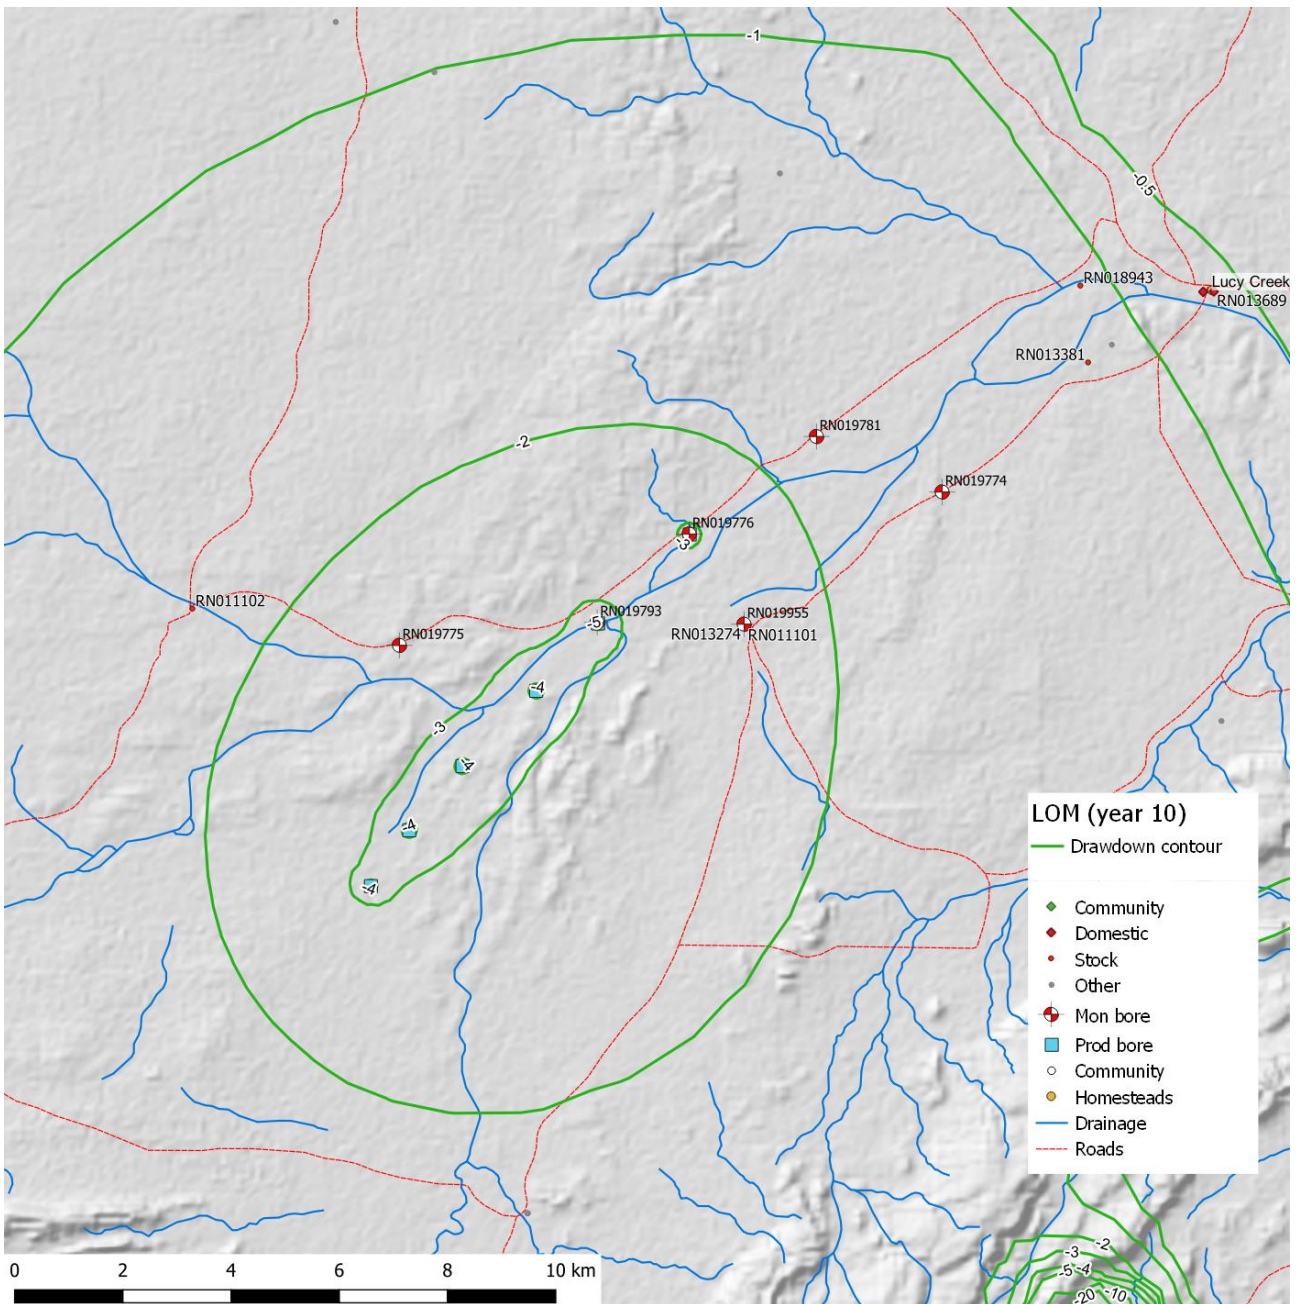 -1
-0.5
RN018943
Lucy Creek
RN013689
RN013381
RN019781
-2
RN019774
RN019776
-3
RN011102
RN019793
-5
RN019955
RN013274
RN011101
RN019775
-4
-3
-4
-4
-4
LOM (year 10)
Drawdown contour
Community
Domestic
Stock
Other
Mon bore
Prod bore
Community
Homesteads
Drainage
Roads
-2
-3
-5
-4
-20
-10
0 2 4 6 8 10 km